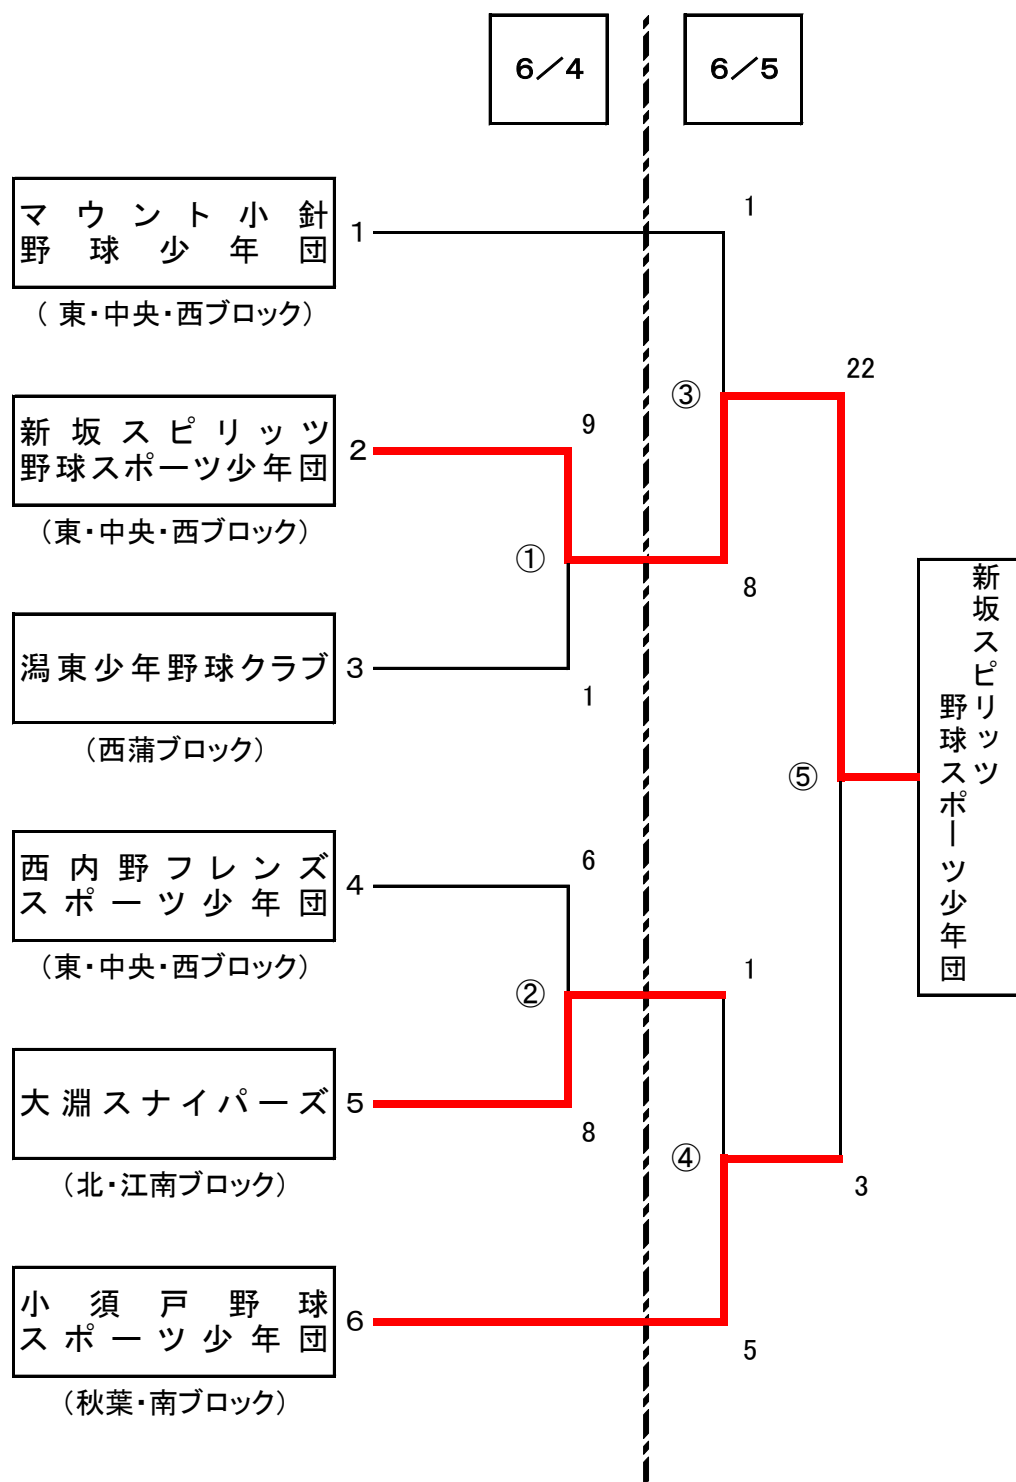 6／4
6／5
マウント小針
野球少年団
1
（ 東・中央・西ブロック）
1
22
③
新坂スピリッツ
野球スポーツ少年団
2
（東・中央・西ブロック）
9
①
8
潟東少年野球クラブ
3
（西蒲ブロック）
1
新坂スピリッツ
野球スポーツ少年団
⑤
西内野フレンズ
スポーツ少年団
4
（東・中央・西ブロック）
6
②
1
大淵スナイパーズ
5
（北・江南ブロック）
8
④
3
小須戸野球
スポーツ少年団
6
（秋葉・南ブロック）
5